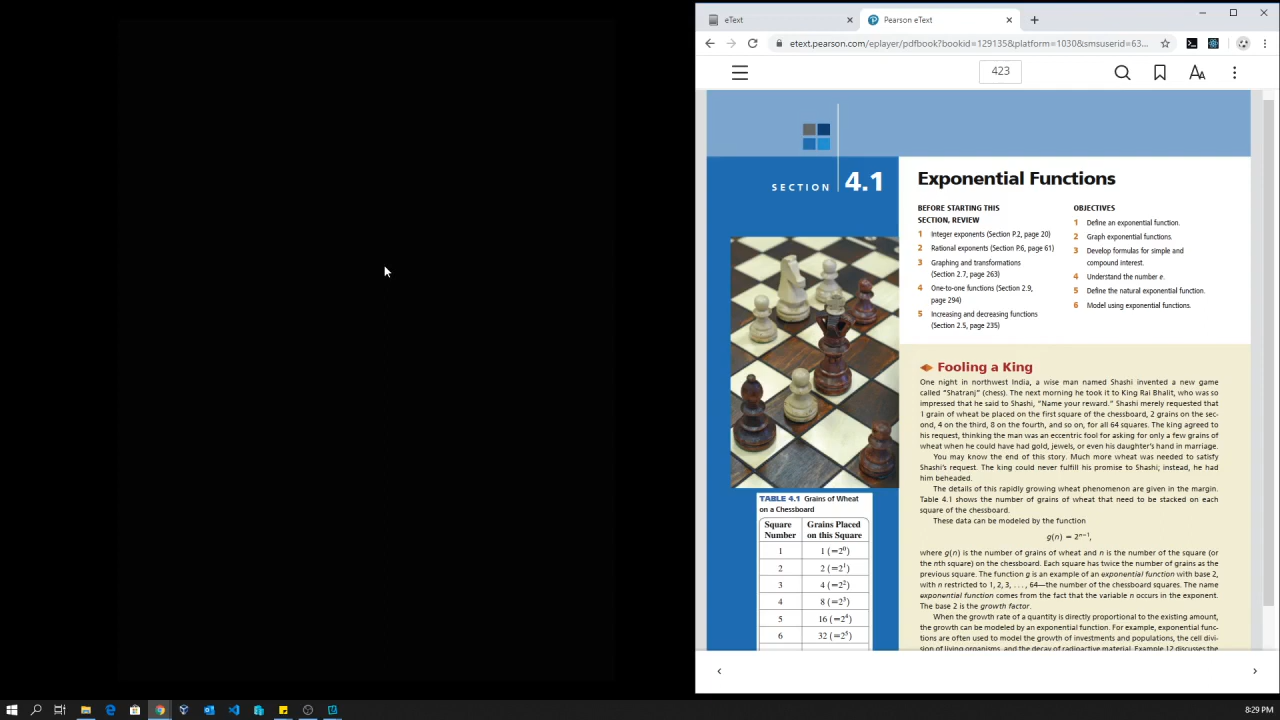 eText
Pearson eText
etext.pearson.com/eplayer/pdfbook?bookid=129135&platform=1030&smsuserid=63...
423
SECTION 4.1
Exponential Functions
BEFORE STARTING THIS
SECTION, REVIEW
1 Integer exponents (Section P.2, page 20)
2 Rational exponents (Section P.6, page 61)
3 Graphing and transformations
(Section 2.7, page 263)
4 One-to-one functions (Section 2.9,
page 294)
5 Increasing and decreasing functions
(Section 2.5, page 235)
OBJECTIVES
1 Define an exponential function.
2 Graph exponential functions.
3 Develop formulas for simple and
compound interest.
4 Understand the number e.
5 Define the natural exponential function.
6 Model using exponential functions.
Fooling a King
One night in northwest India, a wise man named Shashi invented a new game
called “Shatranj” (chess). The next morning he took it to King Rai Bhalit, who was so
impressed that he said to Shashi, “Name your reward.” Shashi merely requested that
1 grain of wheat be placed on the first square of the chessboard, 2 grains on the sec-
ond, 4 on the third, 8 on the fourth, and so on, for all 64 squares. The king agreed to
his request, thinking the man was an eccentric fool for asking for only a few grains of
wheat when he could have had gold, jewels, or even his daughter’s hand in marriage.
You may know the end of this story. Much more wheat was needed to satisfy
Shashi’s request. The king could never fulfill his promise to Shashi; instead, he had
him beheaded.
The details of this rapidly growing wheat phenomenon are given in the margin.
Table 4.1 shows the number of grains of wheat that need to be stacked on each
square of the chessboard.
These data can be modeled by the function
g(n) = 2ⁿ⁻¹,
where g(n) is the number of grains of wheat and n is the number of the square (or
the nth square) on the chessboard. Each square has twice the number of grains as the
previous square. The function g is an example of an exponential function with base 2,
with n restricted to 1, 2, 3, . . . , 64—the number of the chessboard squares. The name
exponential function comes from the fact that the variable n occurs in the exponent.
The base 2 is the growth factor.
When the growth rate of a quantity is directly proportional to the existing amount,
the growth can be modeled by an exponential function. For example, exponential func-
tions are often used to model the growth of investments and populations, the cell divi-
sion of living organisms, and the decay of radioactive material. Example 12 discusses the
TABLE 4.1 Grains of Wheat
on a Chessboard
Square Number Grains Placed on this Square
1 1 (=2⁰)
2 2 (=2¹)
3 4 (=2²)
4 8 (=2³)
5 16 (=2⁴)
6 32 (=2⁵)
8:29 PM